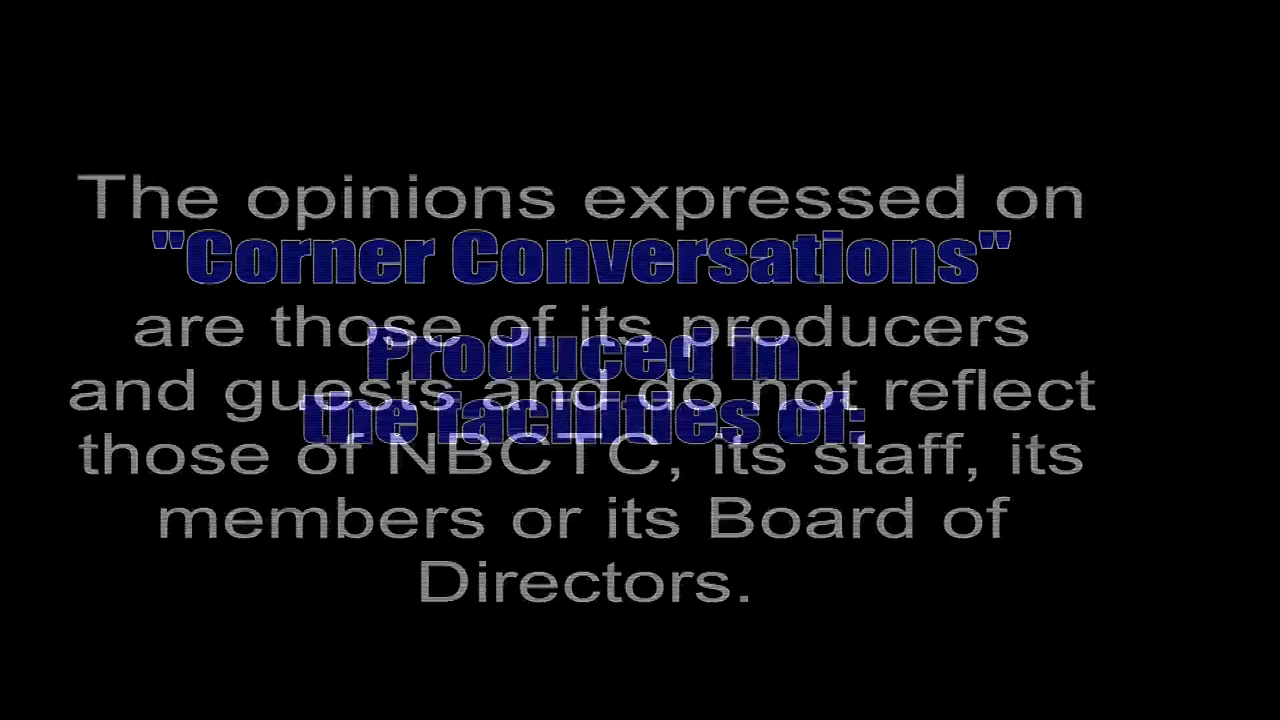 The opinions expressed on
"Corner Conversations"
are those of its producers
Produced in
and guests and do not reflect
the facilities of:
those of NBCTC, its staff, its
members or its Board of
Directors.